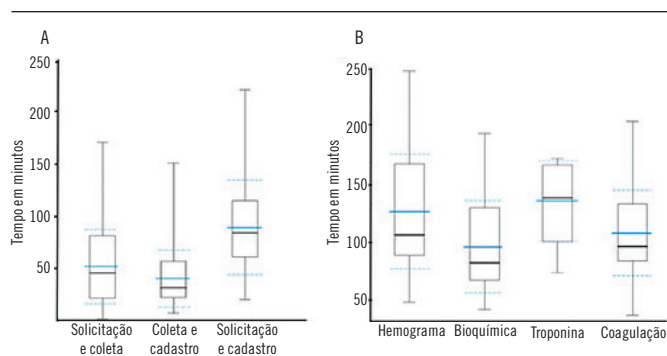 A
Tempo em minutos
250
200
150
100
50
Solicitação
e coleta
Coleta e
cadastro
Solicitação
e cadastro
B
Tempo em minutos
250
200
150
100
50
Hemograma
Bioquímica
Troponina
Coagulação